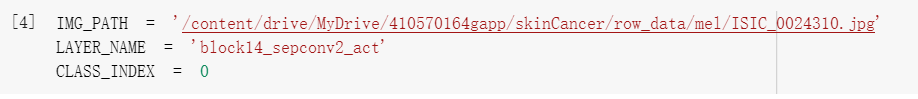 [4] IMG_PATH = '/content/drive/MyDrive/410570164gapp/skinCancer/row_data/mel/ISIC_0024310.jpg'
LAYER_NAME = 'block14_sepconv2_act'
CLASS_INDEX = 0